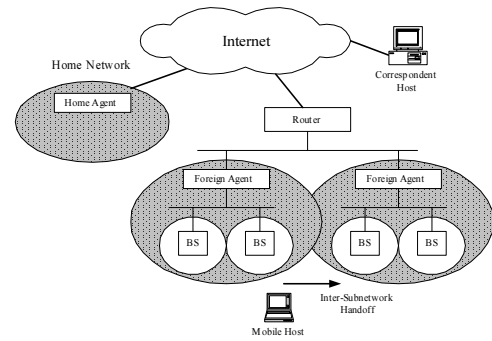 Internet
Home Network
Home Agent
Correspondent
Host
Router
Foreign Agent
Foreign Agent
BS
BS
BS
BS
Inter-Subnetwork
Handoff
Mobile Host